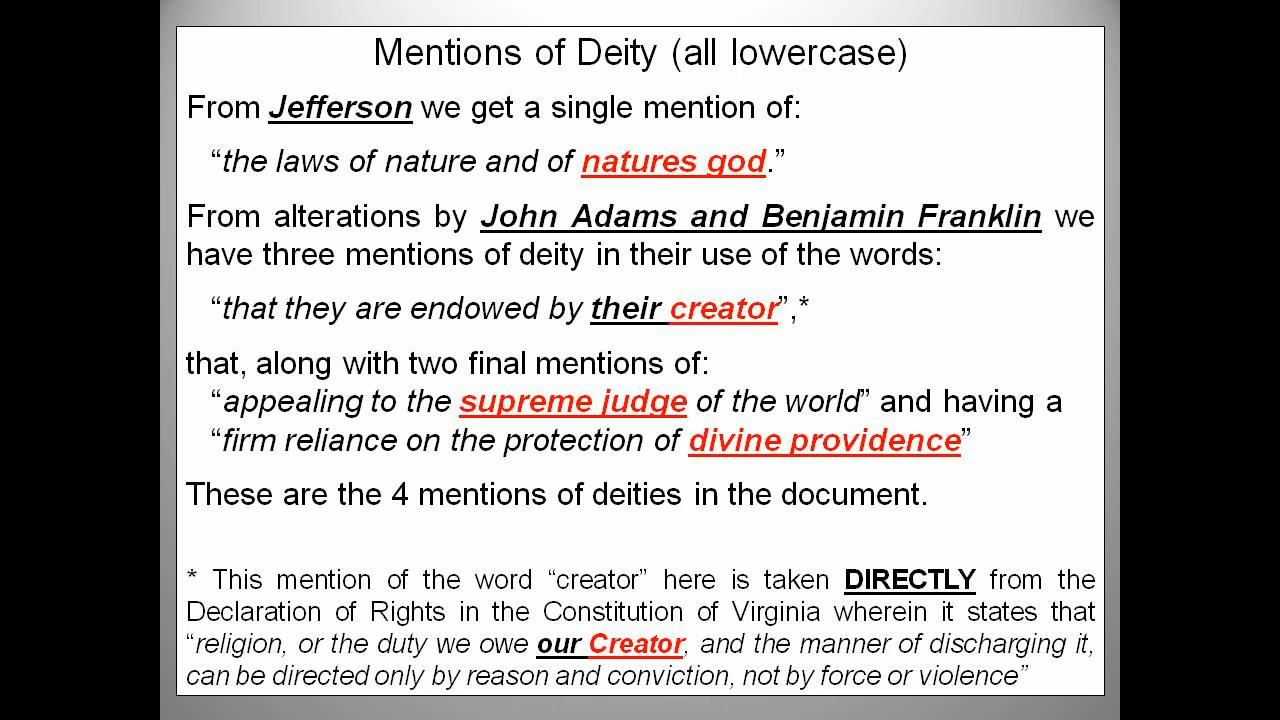 Mentions of Deity (all lowercase)
From Jefferson we get a single mention of:
“the laws of nature and of natures god.”
From alterations by John Adams and Benjamin Franklin we
have three mentions of deity in their use of the words:
“that they are endowed by their creator”,*
that, along with two final mentions of:
“appealing to the supreme judge of the world” and having a
“firm reliance on the protection of divine providence”
These are the 4 mentions of deities in the document.
* This mention of the word “creator” here is taken DIRECTLY from the
Declaration of Rights in the Constitution of Virginia wherein it states that
“religion, or the duty we owe our Creator, and the manner of discharging it,
can be directed only by reason and conviction, not by force or violence”